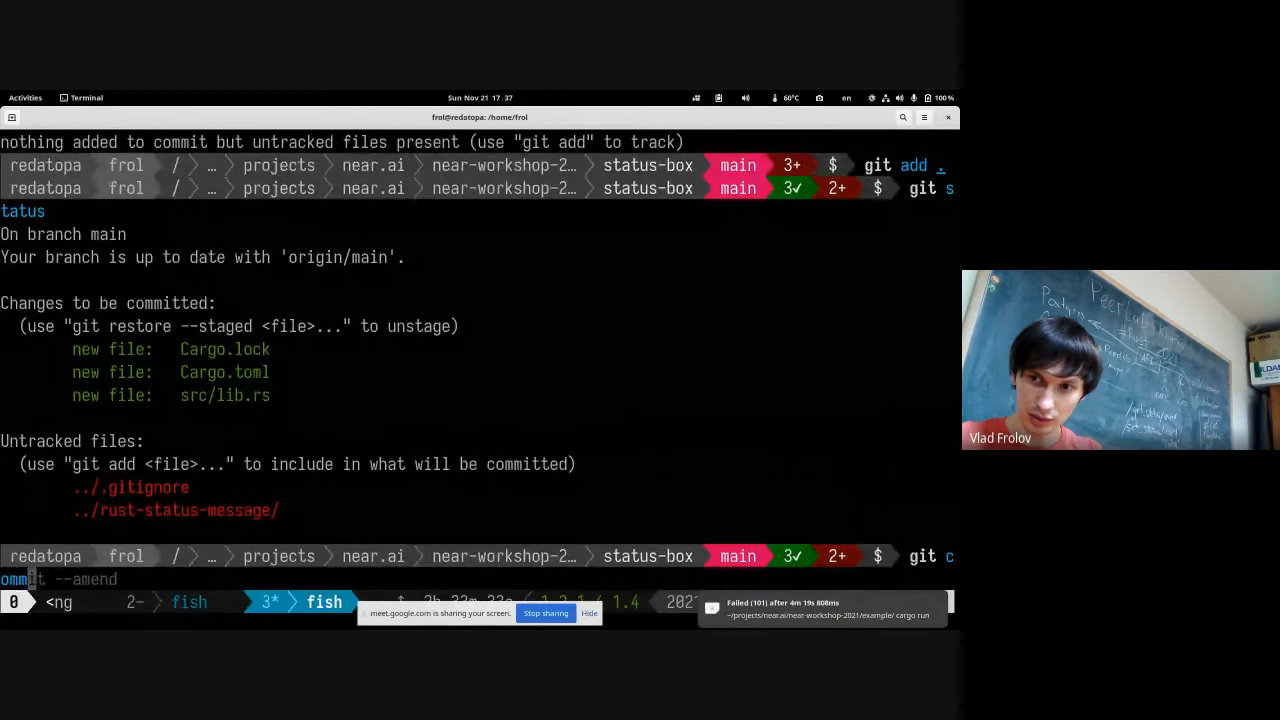 Activities Terminal Sun Nov 21 17:37 60°C en 100%
frol@redatopa: /home/frol
nothing added to commit but untracked files present (use "git add" to track)
redatopa frol / … projects near.ai near-workshop-2… status-box main 3+ $ git add .
redatopa frol / … projects near.ai near-workshop-2… status-box main 3✓ 2+ $ git s
tatus
On branch main
Your branch is up to date with 'origin/main'.
Changes to be committed:
(use "git restore --staged <file>..." to unstage)
new file: Cargo.lock
new file: Cargo.toml
new file: src/lib.rs
Untracked files:
(use "git add <file>..." to include in what will be committed)
../.gitignore
../rust-status-message/
redatopa frol / … projects near.ai near-workshop-2… status-box main 3✓ 2+ $ git c
ommit --amend
0 <ng 2- fish 3* fish
meet.google.com is sharing your screen. Stop sharing Hide
Failed (101) after 4m 19s 808ms
~/projects/near.ai/near-workshop-2021/example/ cargo run
Vlad Frolov